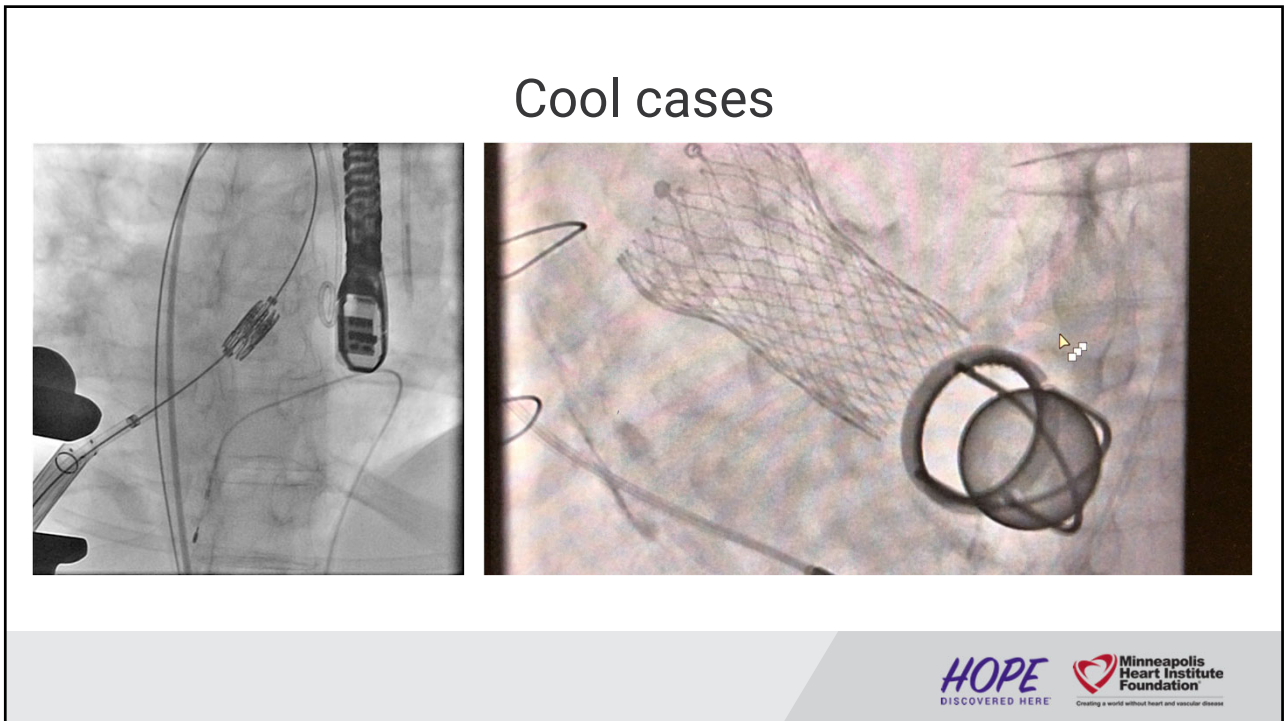 Cool cases
HOPE
DISCOVERED HERE
Minneapolis
Heart Institute
Foundation
Creating a world without heart and vascular disease